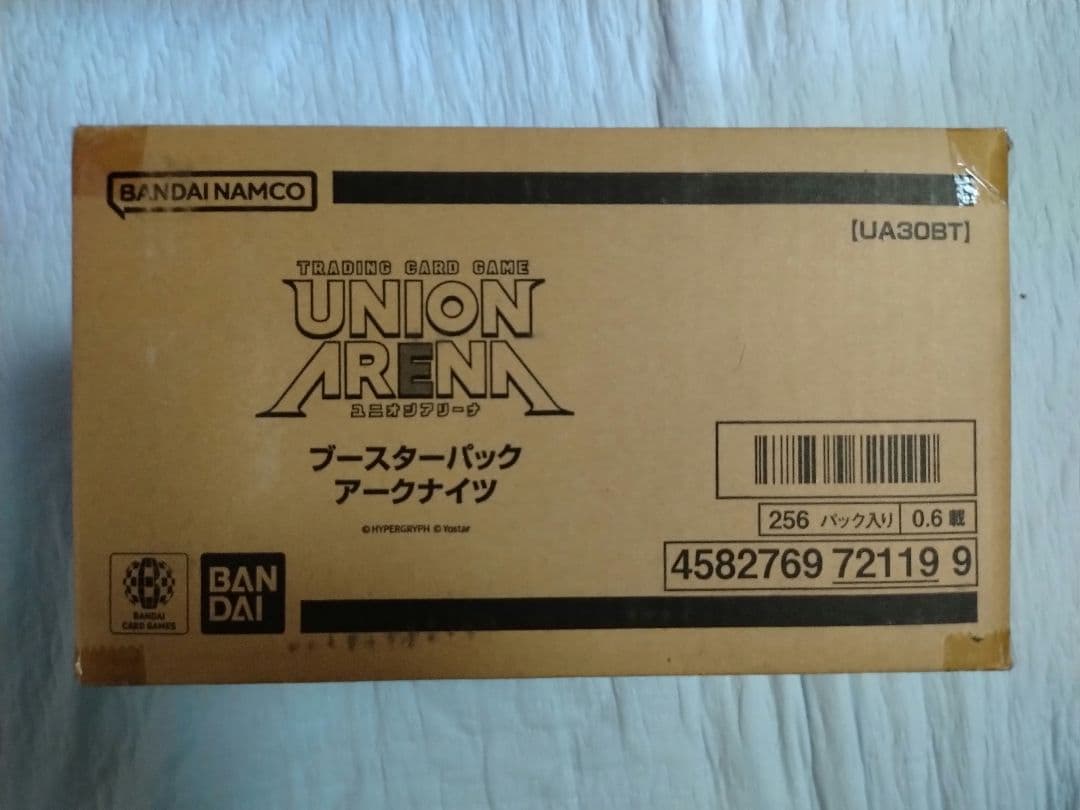 BANDAI NAMCO
【UA30BT】
TRADING CARD GAME
UNION
ARENA
ユニオンアリーナ
ブースターパック
アークナイツ
©HYPERGRYPH ©Yostar
256 パック入り 0.6 載
4582769 72119 9
BANDAI
CARD GAMES
BAN
DAI